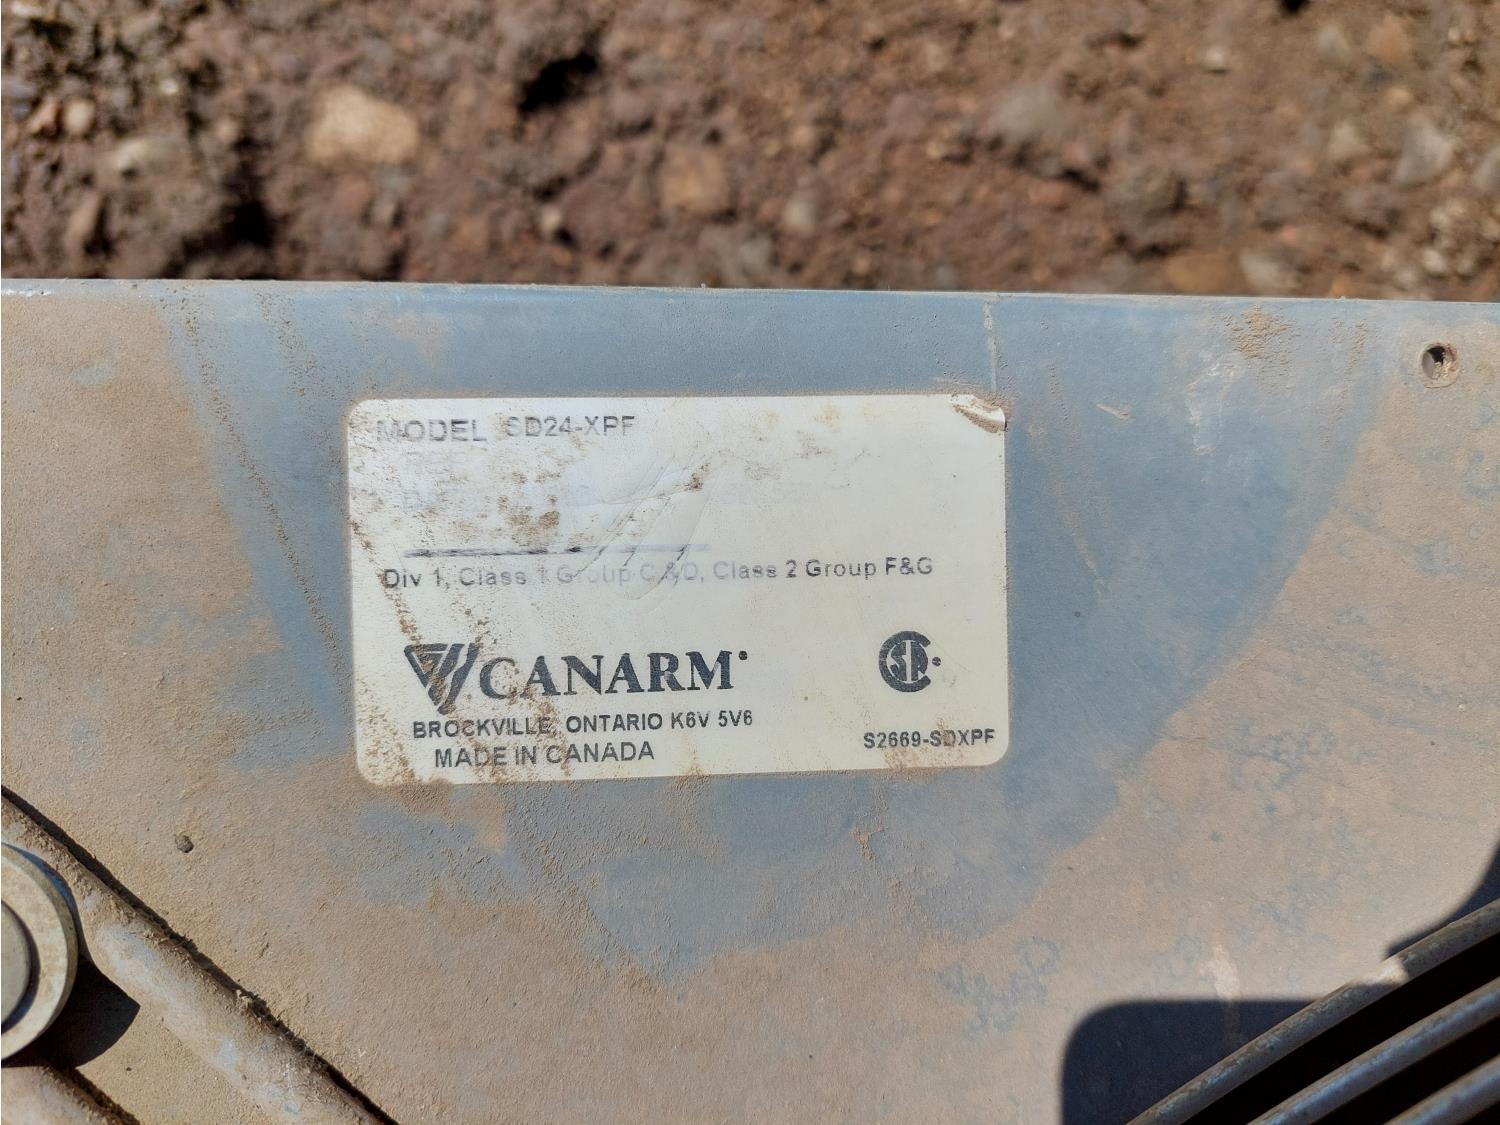 MODEL SD24-XPF
Div 1, Class 1 Group C &D, Class 2 Group F&G
CANARM
BROCKVILLE, ONTARIO K6V 5V6
MADE IN CANADA
S2669-SDXPF